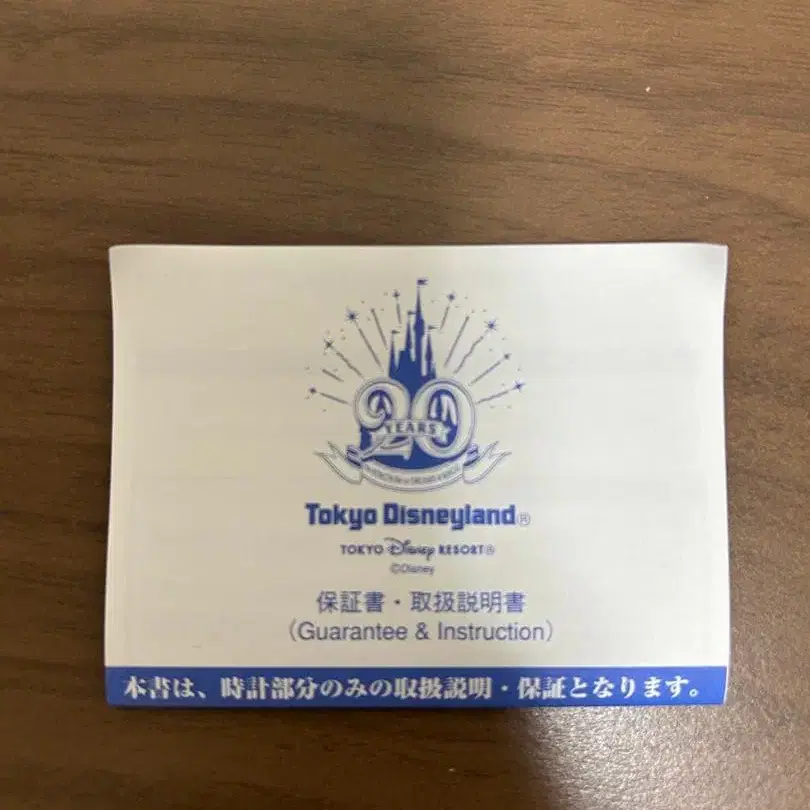 20
YEARS
Tokyo Disneyland®
TOKYO Disney RESORT®
©Disney
保証書・取扱説明書
(Guarantee & Instruction)
本書は、時計部分のみの取扱説明・保証となります。